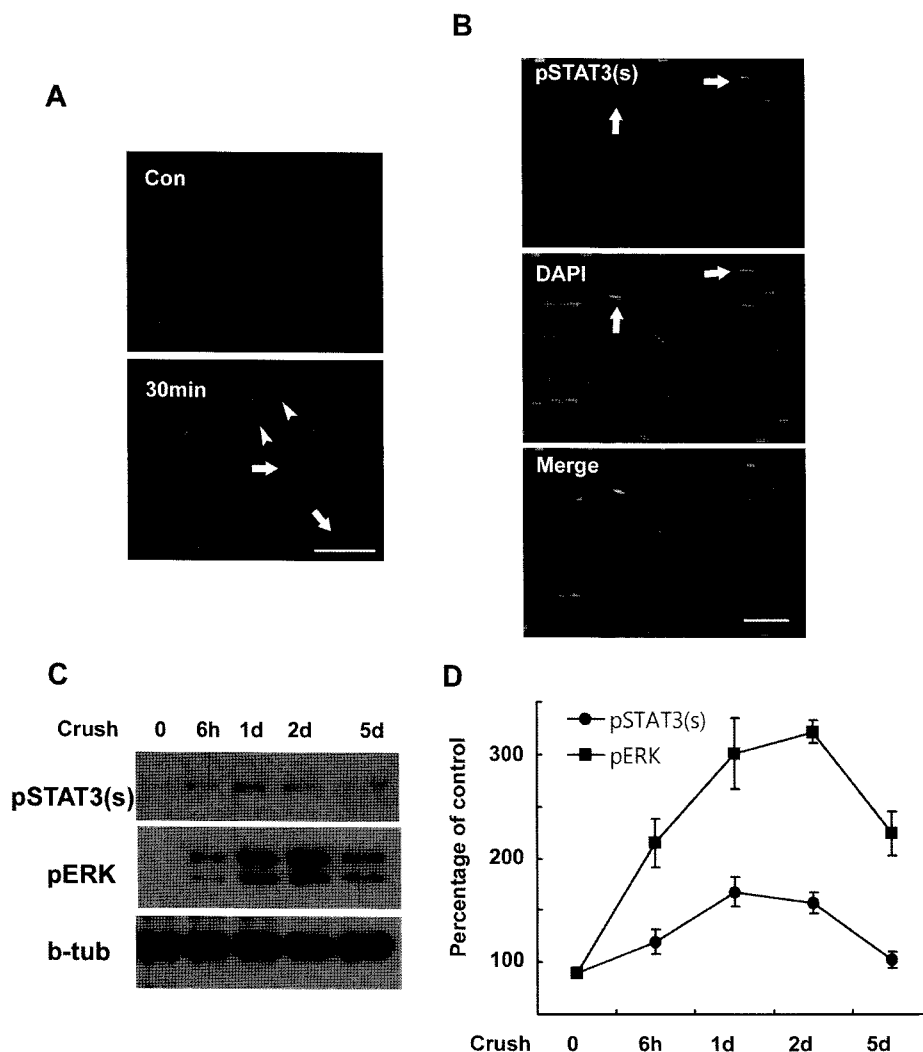 A
Con
30min
B
pSTAT3(s)
DAPI
Merge
C
Crush 0 6h 1d 2d 5d
pSTAT3(s)
pERK
b-tub
D
pSTAT3(s)
pERK
Percentage of control
300
200
100
Crush 0 6h 1d 2d 5d